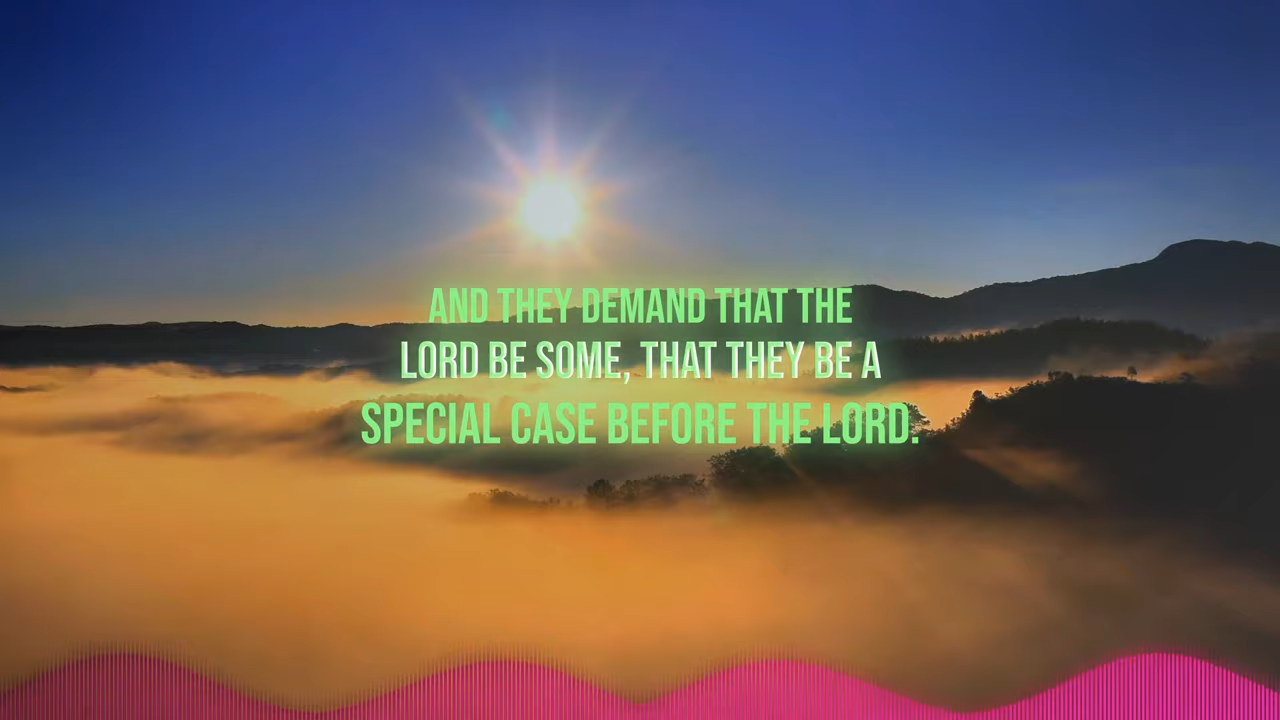 AND THEY DEMAND THAT THE
LORD BE SOME, THAT THEY BE A
SPECIAL CASE BEFORE THE LORD.